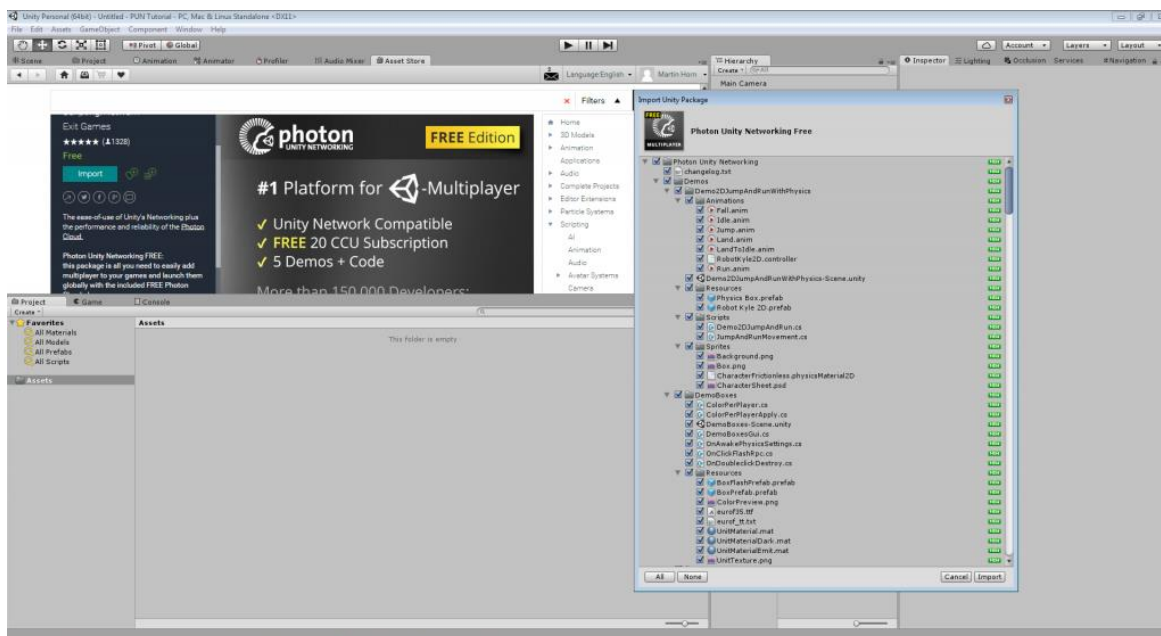 Unity Personal (64bit) - Untitled - PUN Tutorial - PC, Mac & Linux Standalone <DX11>
File Edit Assets GameObject Component Window Help
Pivot Global
Account Layers Layout
Scene Project Animation Animator Profiler Audio Mixer Asset Store
Hierarchy
Inspector Lighting Occlusion Services Navigation
Language:English Martin Horn
Create
Main Camera
Filters
Exit Games
(1328)
Free
Import
The ease-of-use of Unity's Networking plus
the performance and reliability of the Photon
Cloud.
Photon Unity Networking FREE:
this package is all you need to easily add
multiplayer to your games and launch them
globally with the included FREE Photon
photon
UNITY NETWORKING
FREE Edition
#1 Platform for -Multiplayer
✓ Unity Network Compatible
✓ FREE 20 CCU Subscription
✓ 5 Demos + Code
More than 150,000 Developers:
Home
3D Models
Animation
Applications
Audio
Complete Projects
Editor Extensions
Particle Systems
Scripting
AI
Animation
Audio
Avatar Systems
Camera
Project Game Console
Create
Favorites
All Materials
All Models
All Prefabs
All Scripts
Assets
Assets
This folder is empty
Import Unity Package
FREE
MULTIPLAYER
Photon Unity Networking Free
Photon Unity Networking
changelog.txt
Demos
Demo2DJumpAndRunWithPhysics
Animations
Fall.anim
Idle.anim
Jump.anim
Land.anim
LandToIdle.anim
RobotKyle2D.controller
Run.anim
Demo2DJumpAndRunWithPhysics-Scene.unity
Resources
Physics Box.prefab
Robot Kyle 2D.prefab
Scripts
Demo2DJumpAndRun.cs
JumpAndRunMovement.cs
Sprites
Background.png
Box.png
CharacterFrictionless.physicsMaterial2D
CharacterSheet.psd
DemoBoxes
ColorPerPlayer.cs
ColorPerPlayerApply.cs
DemoBoxes-Scene.unity
DemoBoxesGui.cs
OnAwakePhysicsSettings.cs
OnClickFlashRpc.cs
OnDoubleclickDestroy.cs
Resources
BoxFlashPrefab.prefab
BoxPrefab.prefab
ColorPreview.png
eurof35.ttf
eurof_tt.txt
UnitMaterial.mat
UnitMaterialDark.mat
UnitMaterialEmit.mat
UnitTexture.png
All None Cancel Import